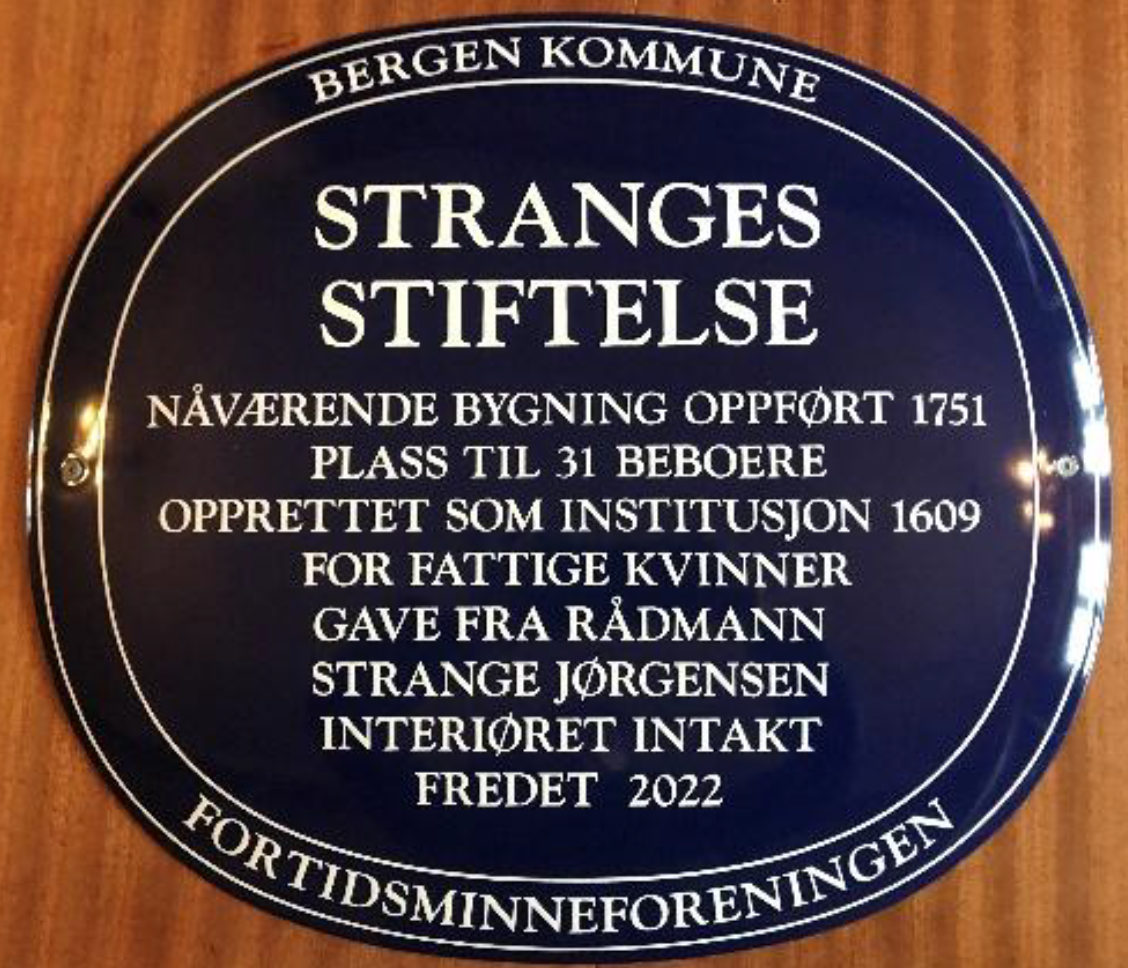 BERGEN KOMMUNE
STRANGES
STIFTELSE
NÅVÆRENDE BYGNING OPPFØRT 1751
PLASS TIL 31 BEBOERE
OPPRETTET SOM INSTITUSJON 1609
FOR FATTIGE KVINNER
GAVE FRA RÅDMANN
STRANGE JØRGENSEN
INTERIØRET INTAKT
FREDET 2022
FORTIDSMINNEFORENINGEN